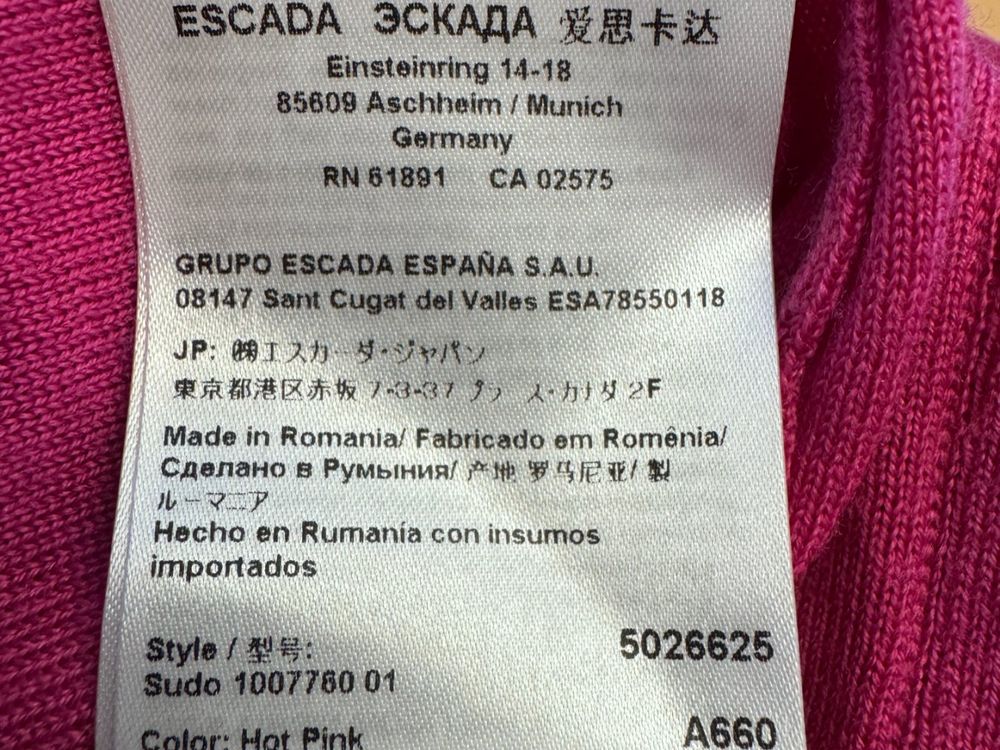 ESCADA ЭСКАДА 爱思卡达
Einsteinring 14-18
85609 Aschheim / Munich
Germany
RN 61891 CA 02575
GRUPO ESCADA ESPAÑA S.A.U.
08147 Sant Cugat del Valles ESA78550118
JP: ㈱エスカーダ・ジャパン
東京都港区赤坂 7-3-37 プラース・カナダ 2F
Made in Romania/ Fabricado em Romênia/
Сделано в Румыния/ 产地 罗马尼亚/ 製
ルーマニア
Hecho en Rumanía con insumos
importados
Style / 型号:
5026625
Sudo 1007760 01
Color: Hot Pink
A660